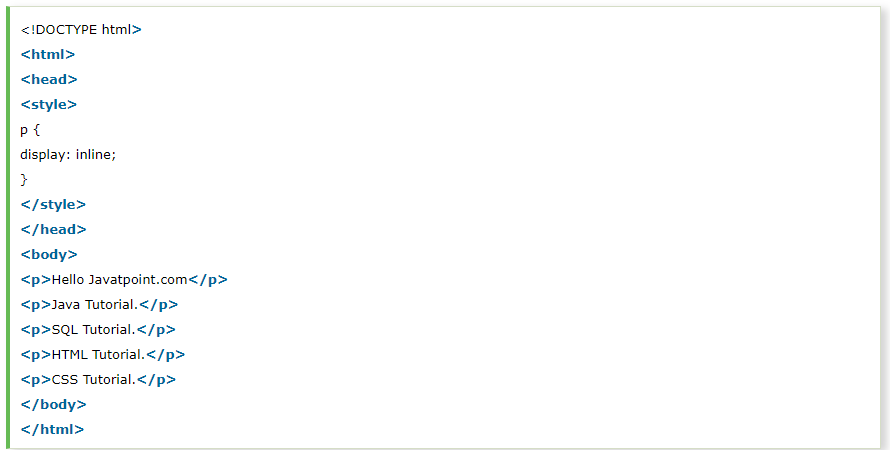 <!DOCTYPE html>
<html>
<head>
<style>
p {
display: inline;
}
</style>
</head>
<body>
<p>Hello Javatpoint.com</p>
<p>Java Tutorial.</p>
<p>SQL Tutorial.</p>
<p>HTML Tutorial.</p>
<p>CSS Tutorial.</p>
</body>
</html>